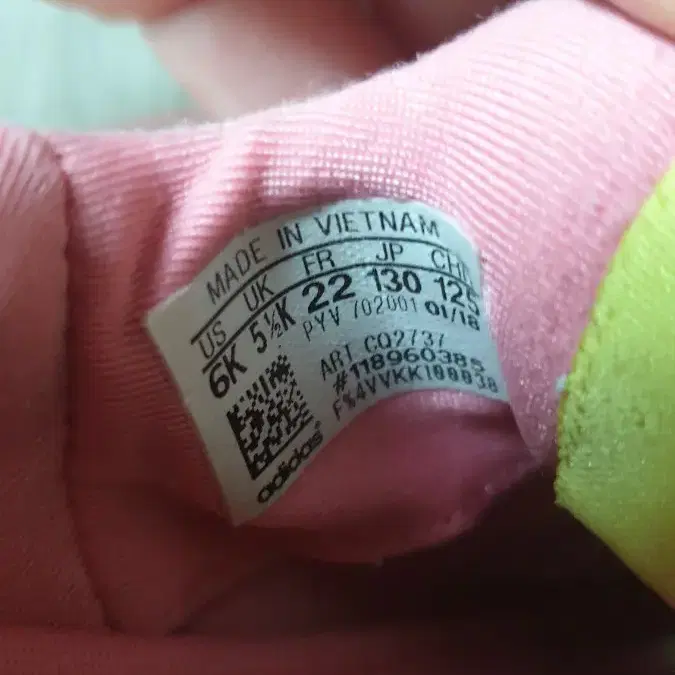 MADE IN VIETNAM
US UK FR JP CHN
6K 5½K 22 130 125
PYV 702001 01/18
ART CQ2737
#118960385
adidas